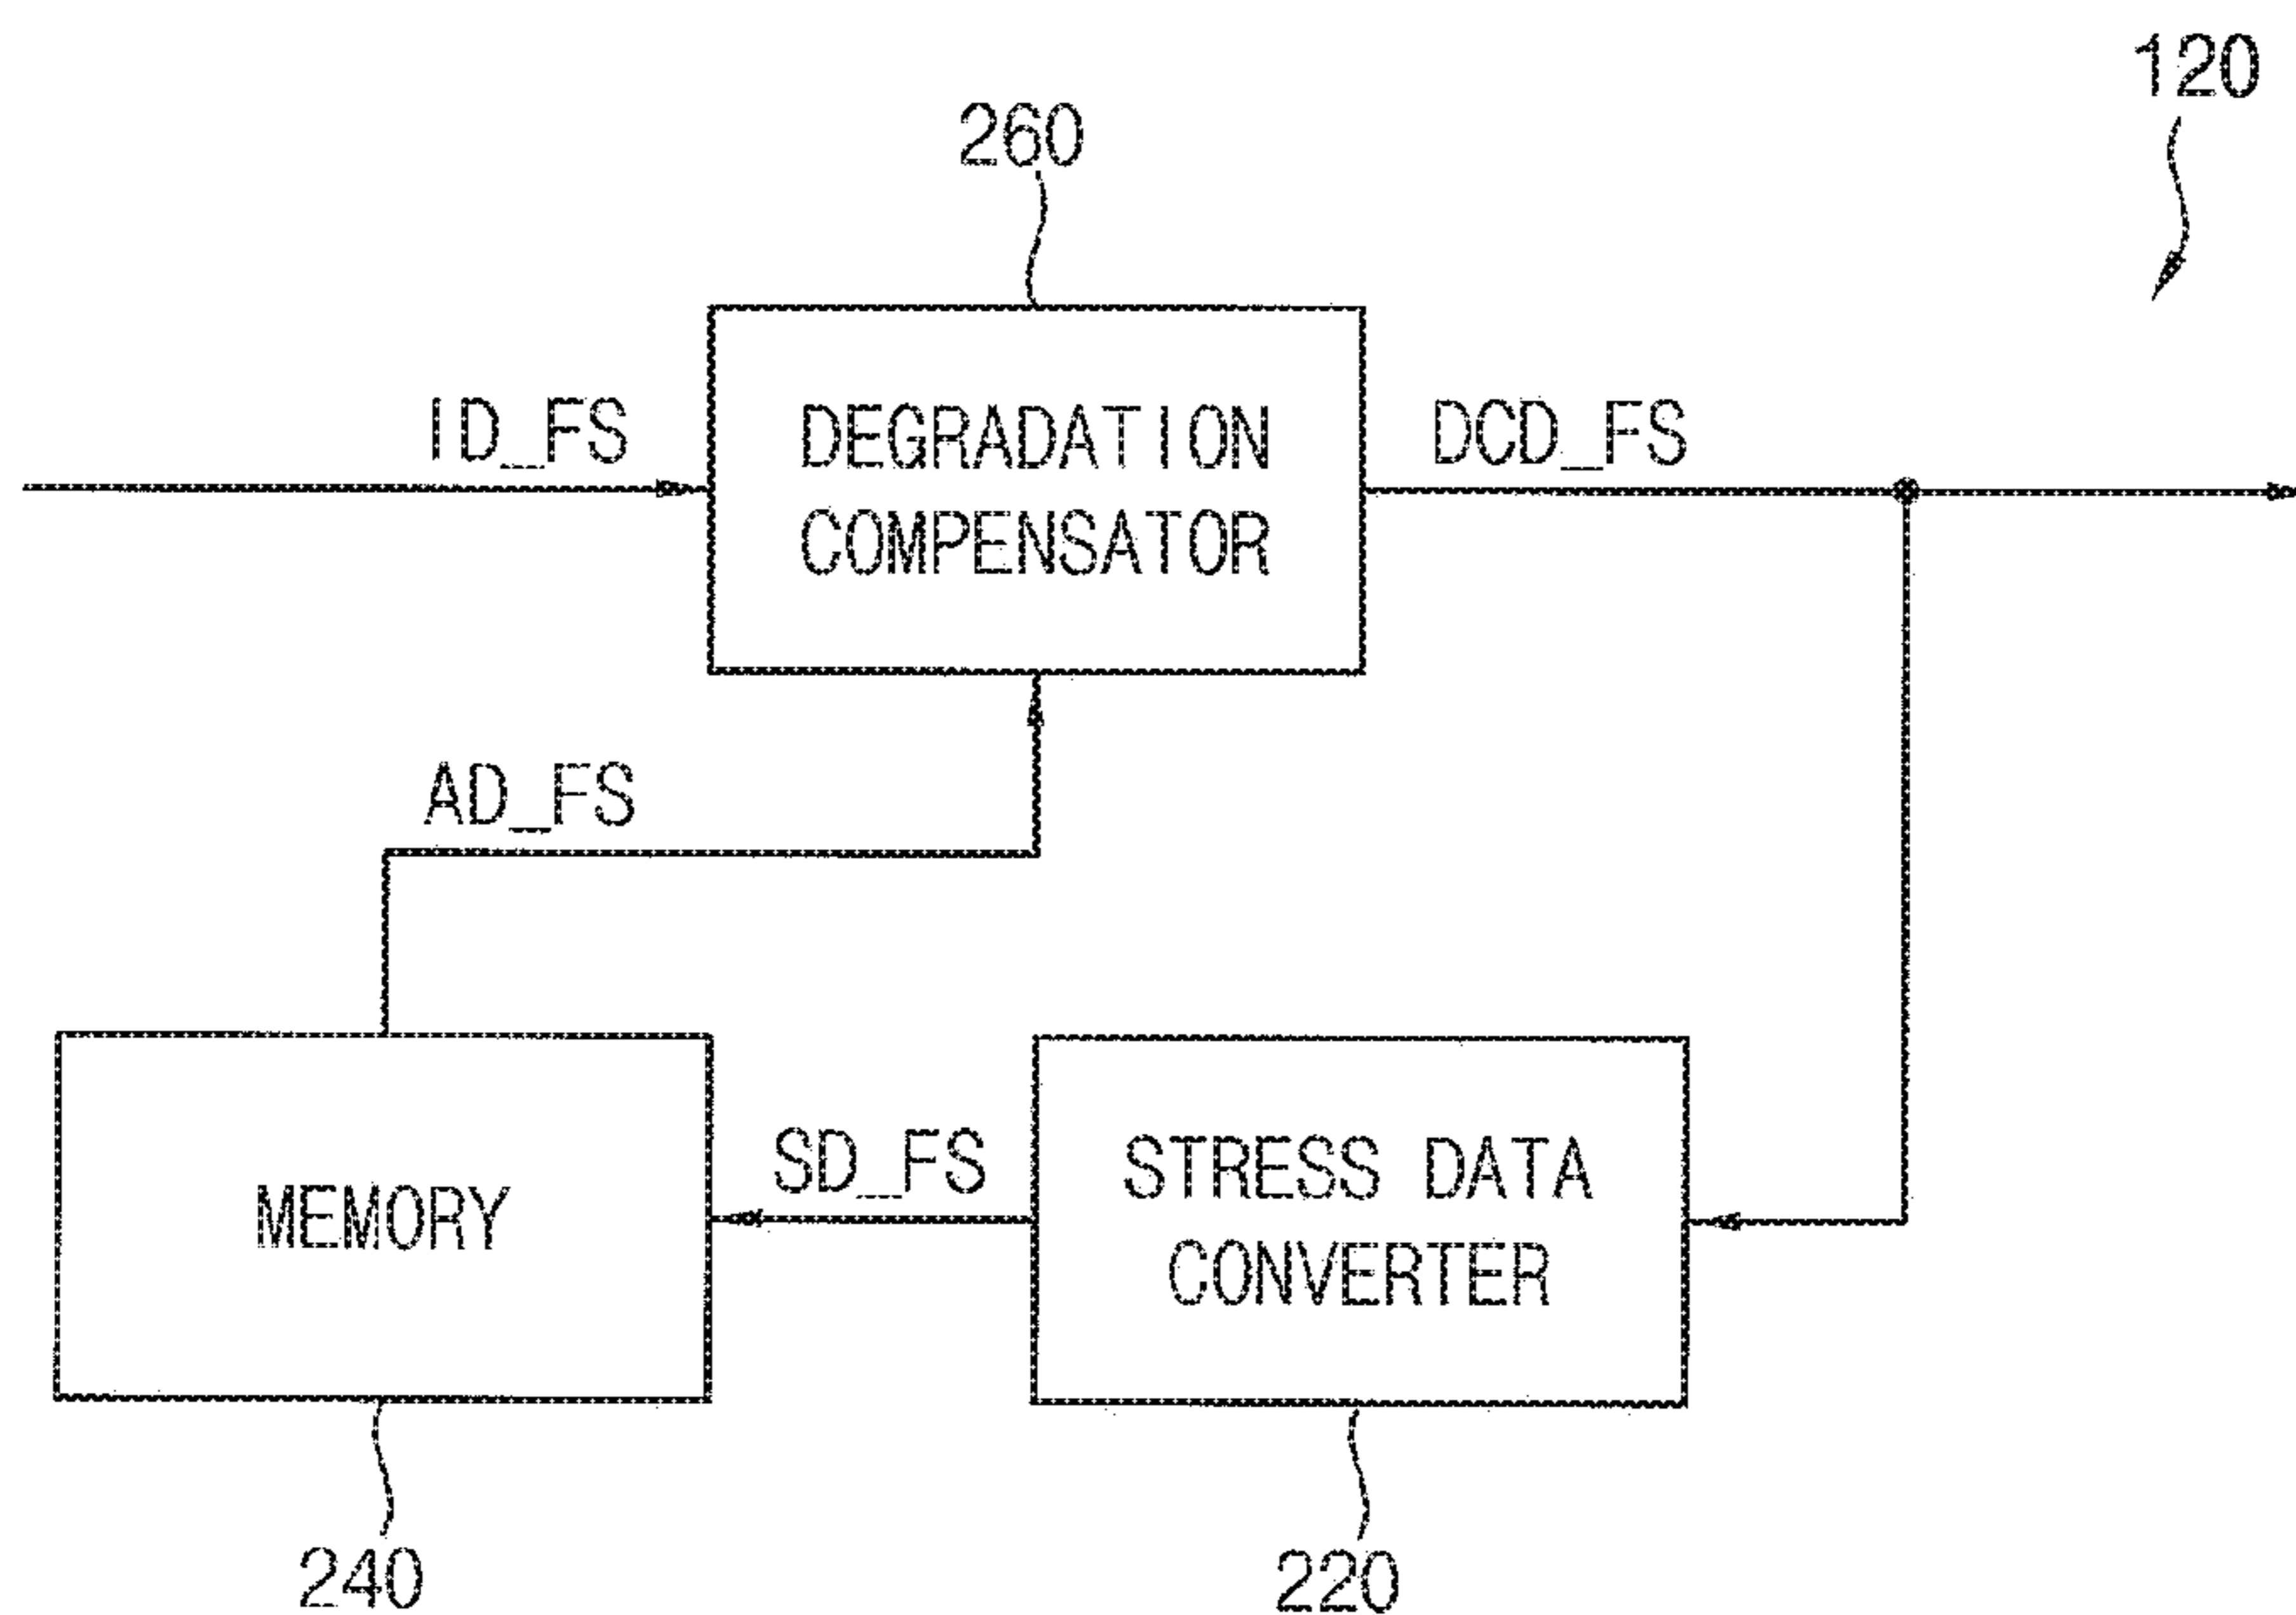 120
260
ID_FS
DEGRADATION
COMPENSATOR
DCD_FS
AD_FS
MEMORY
SD_FS
STRESS DATA
CONVERTER
240
220